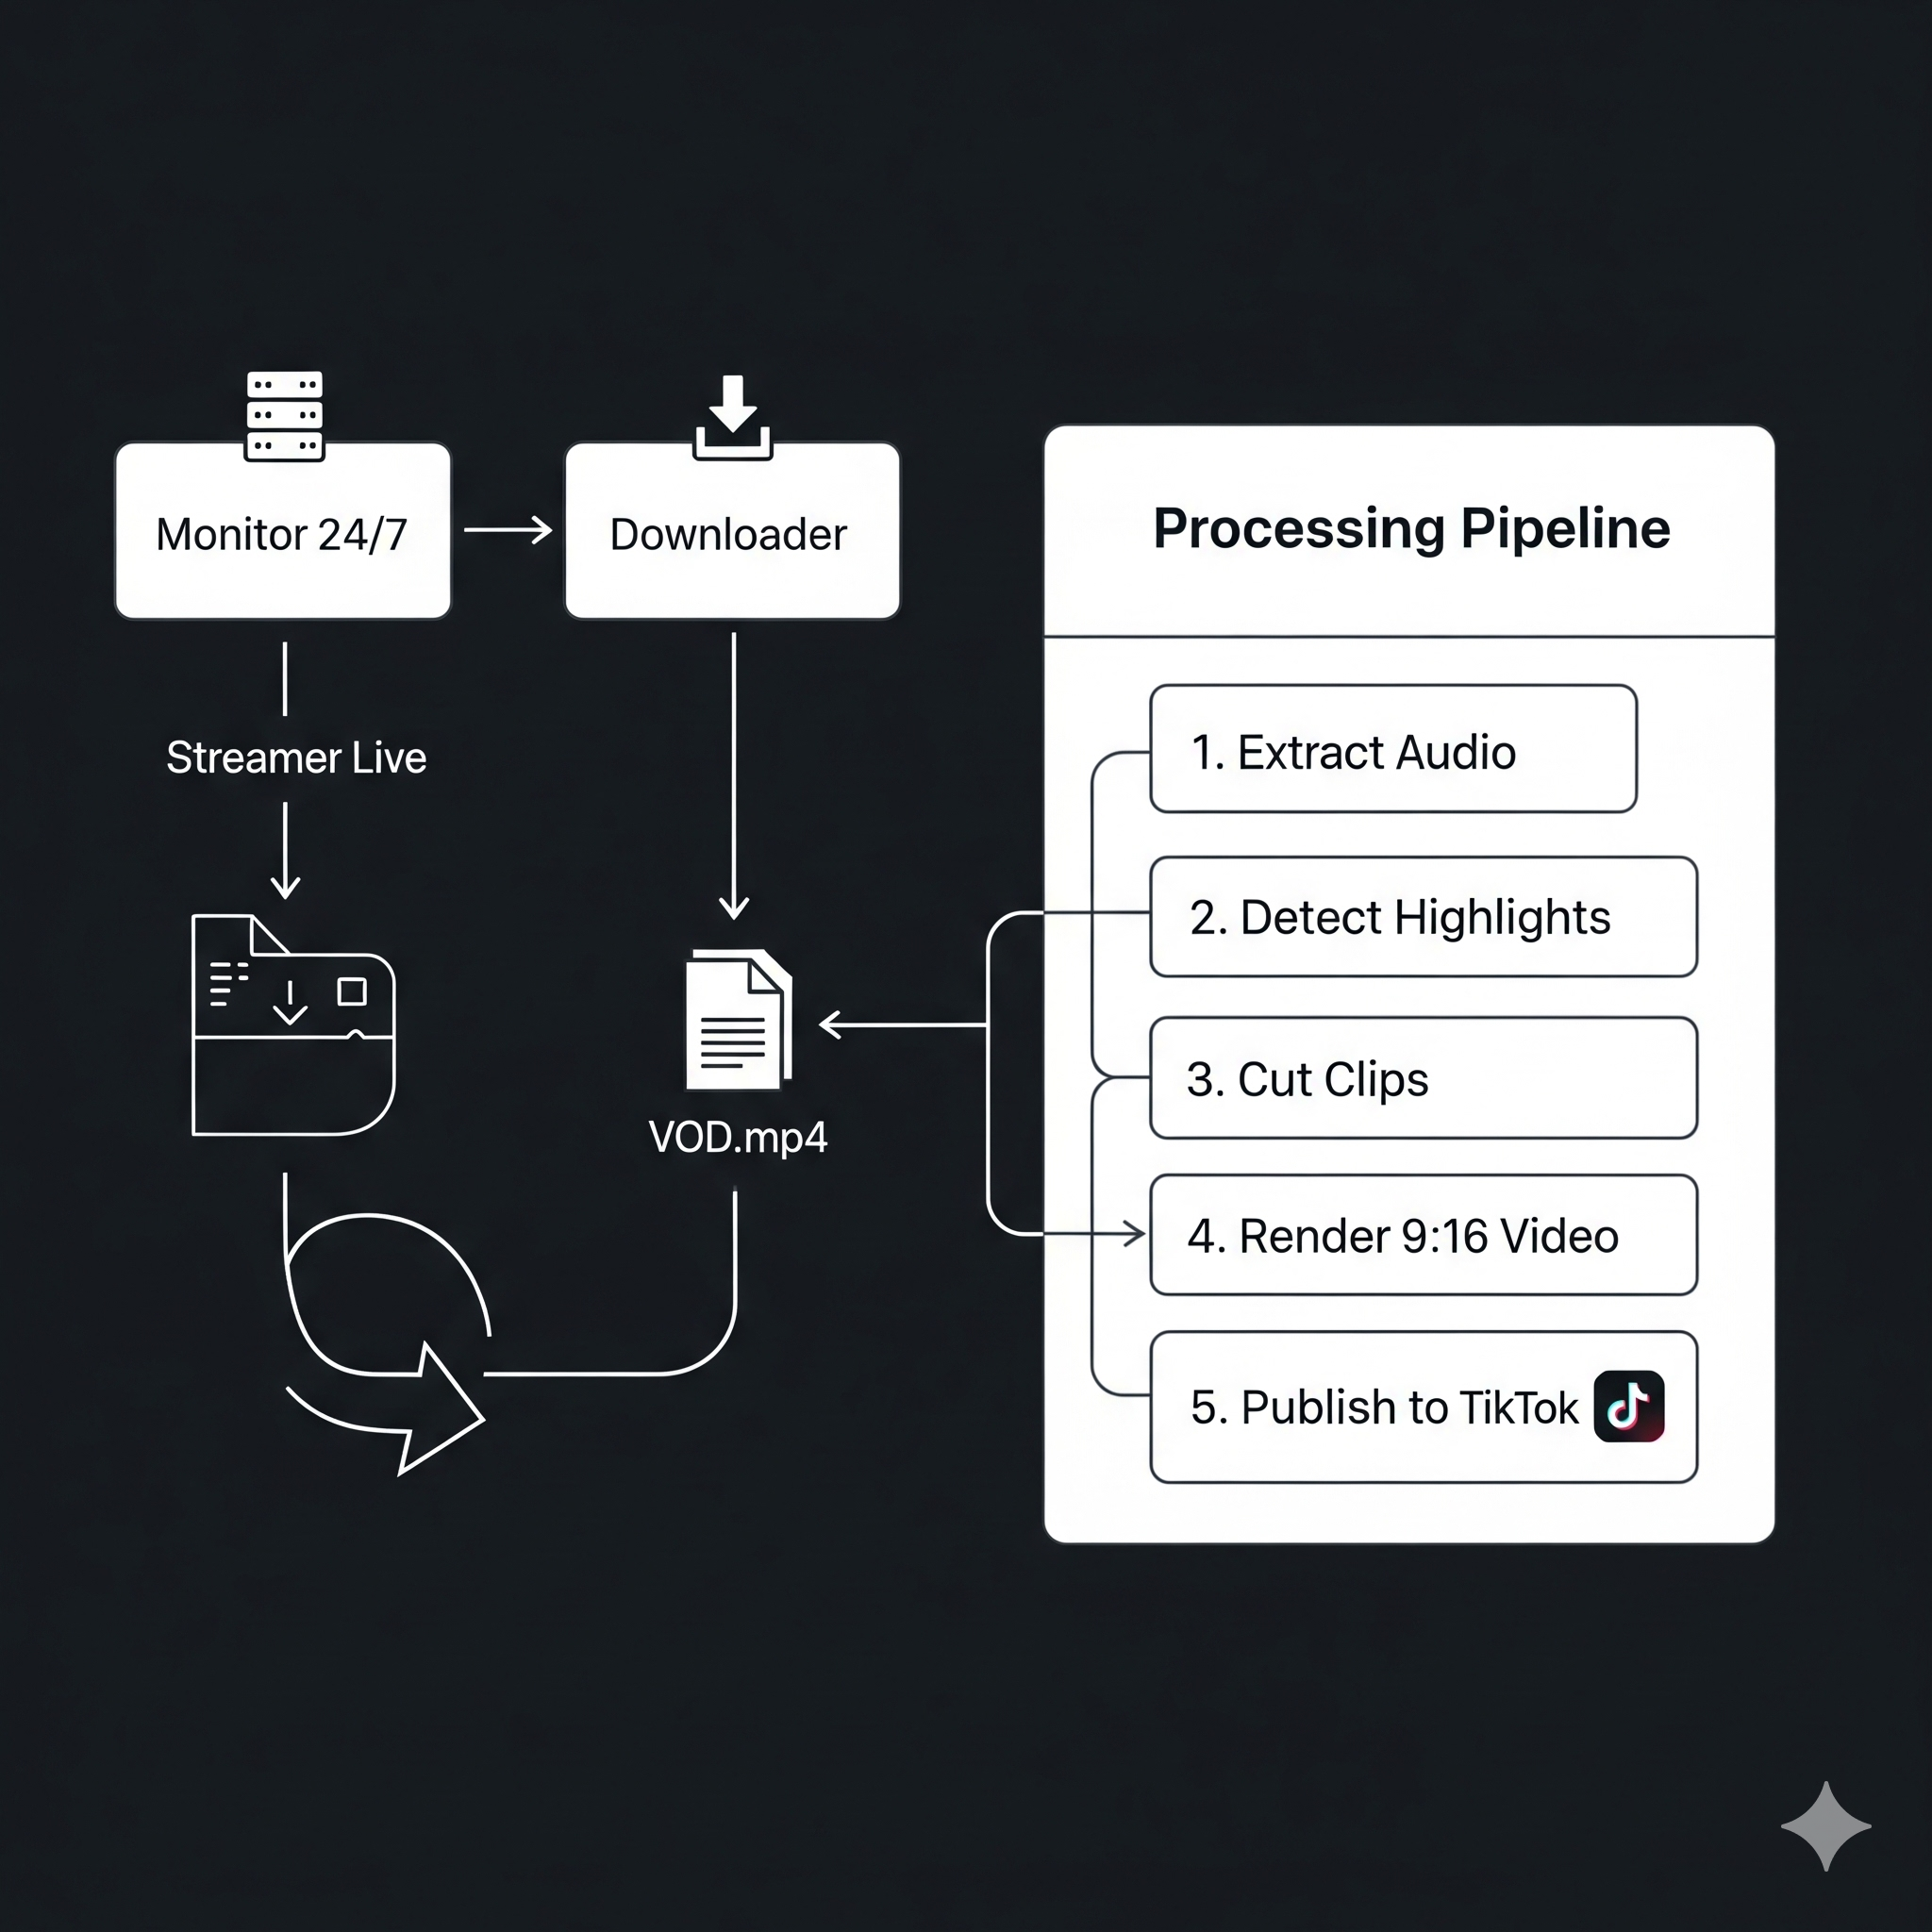 Monitor 24/7
Downloader
Streamer Live
VOD.mp4
Processing Pipeline
1. Extract Audio
2. Detect Highlights
3. Cut Clips
4. Render 9:16 Video
5. Publish to TikTok